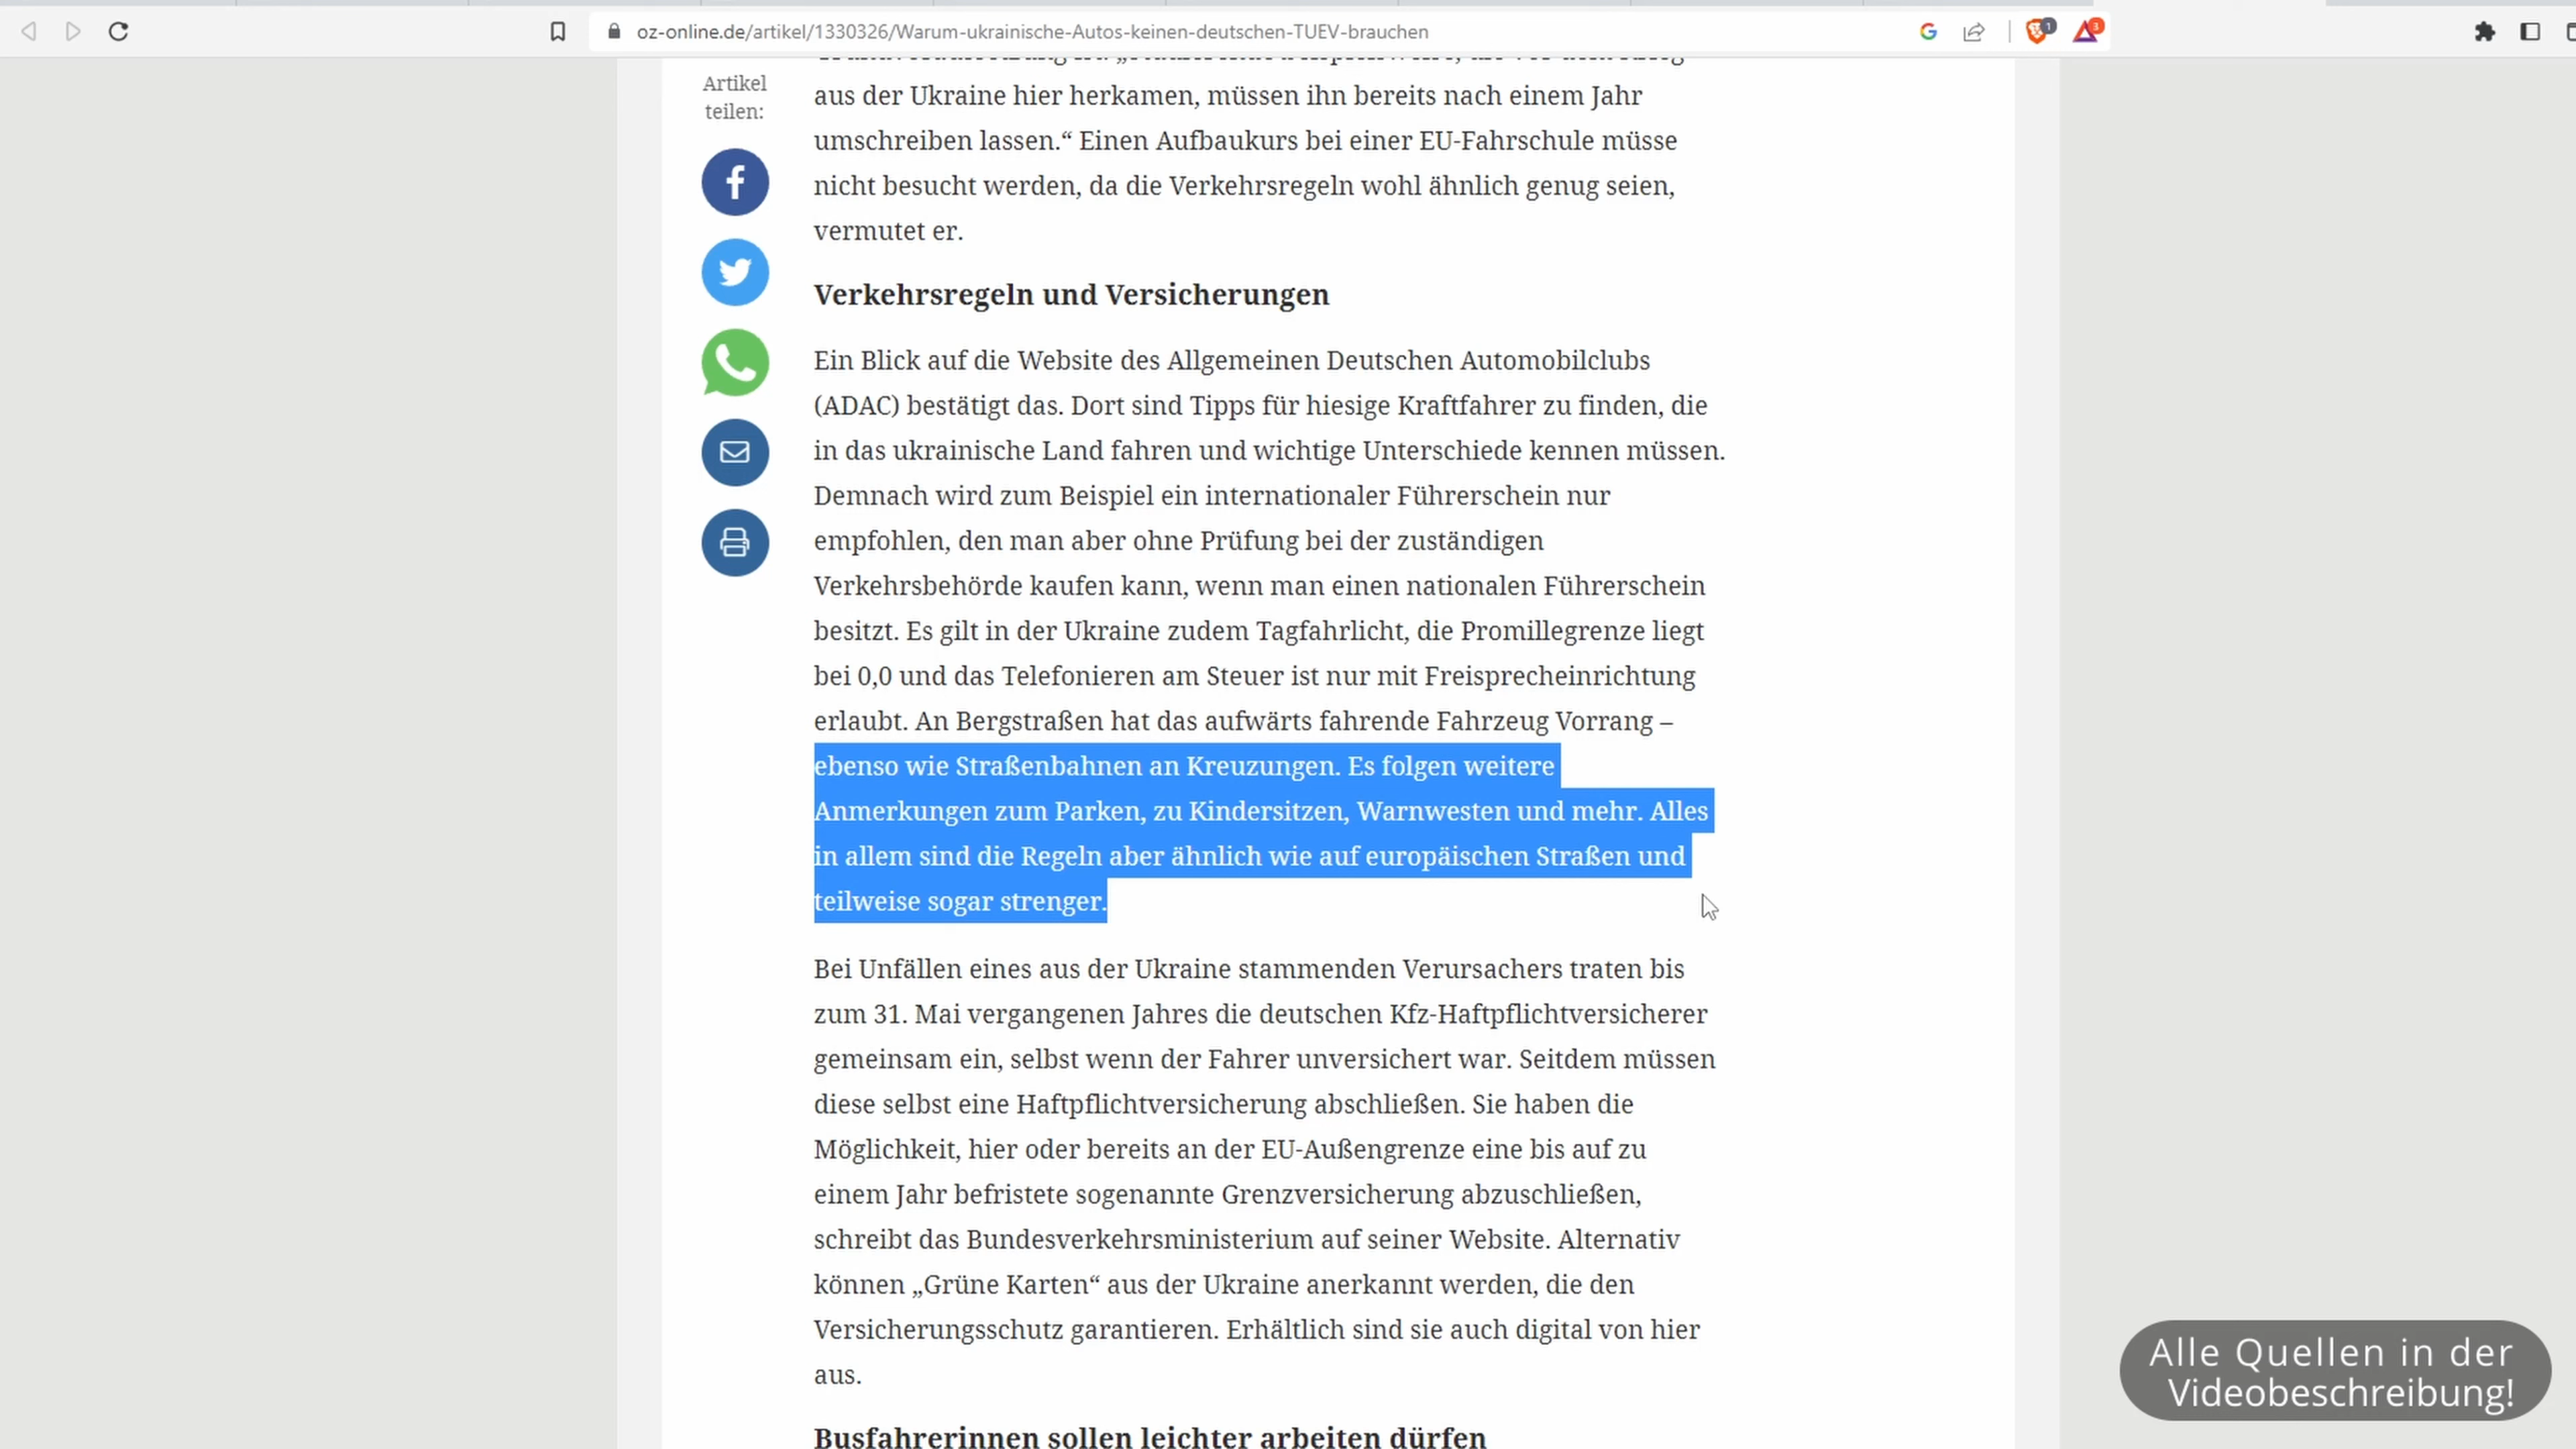 oz-online.de/artikel/1330326/Warum-ukrainische-Autos-keinen-deutschen-TUEV-brauchen
1
3
Artikel
teilen:
aus der Ukraine hier herkamen, müssen ihn bereits nach einem Jahr
umschreiben lassen.“ Einen Aufbaukurs bei einer EU-Fahrschule müsse
nicht besucht werden, da die Verkehrsregeln wohl ähnlich genug seien,
vermutet er.
Verkehrsregeln und Versicherungen
Ein Blick auf die Website des Allgemeinen Deutschen Automobilclubs
(ADAC) bestätigt das. Dort sind Tipps für hiesige Kraftfahrer zu finden, die
in das ukrainische Land fahren und wichtige Unterschiede kennen müssen.
Demnach wird zum Beispiel ein internationaler Führerschein nur
empfohlen, den man aber ohne Prüfung bei der zuständigen
Verkehrsbehörde kaufen kann, wenn man einen nationalen Führerschein
besitzt. Es gilt in der Ukraine zudem Tagfahrlicht, die Promillegrenze liegt
bei 0,0 und das Telefonieren am Steuer ist nur mit Freisprecheinrichtung
erlaubt. An Bergstraßen hat das aufwärts fahrende Fahrzeug Vorrang –
ebenso wie Straßenbahnen an Kreuzungen. Es folgen weitere
Anmerkungen zum Parken, zu Kindersitzen, Warnwesten und mehr. Alles
in allem sind die Regeln aber ähnlich wie auf europäischen Straßen und
teilweise sogar strenger.
Bei Unfällen eines aus der Ukraine stammenden Verursachers traten bis
zum 31. Mai vergangenen Jahres die deutschen Kfz-Haftpflichtversicherer
gemeinsam ein, selbst wenn der Fahrer unversichert war. Seitdem müssen
diese selbst eine Haftpflichtversicherung abschließen. Sie haben die
Möglichkeit, hier oder bereits an der EU-Außengrenze eine bis auf zu
einem Jahr befristete sogenannte Grenzversicherung abzuschließen,
schreibt das Bundesverkehrsministerium auf seiner Website. Alternativ
können „Grüne Karten“ aus der Ukraine anerkannt werden, die den
Versicherungsschutz garantieren. Erhältlich sind sie auch digital von hier
aus.
Busfahrerinnen sollen leichter arbeiten dürfen
Alle Quellen in der
Videobeschreibung!